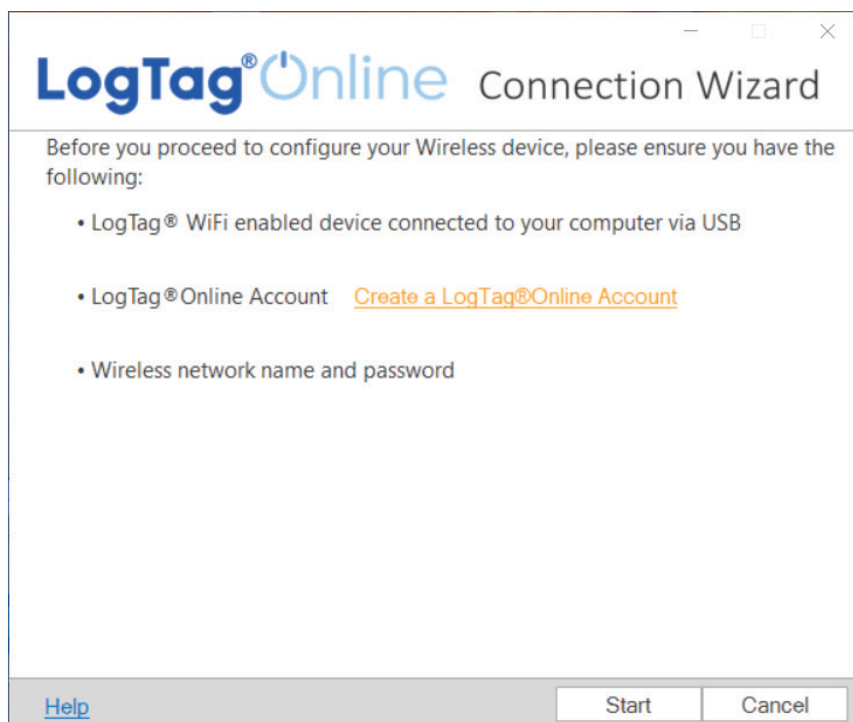 LogTag®Online Connection Wizard
Before you proceed to configure your Wireless device, please ensure you have the
following:
• LogTag® WiFi enabled device connected to your computer via USB
• LogTag®Online Account Create a LogTag®Online Account
• Wireless network name and password
Help Start Cancel